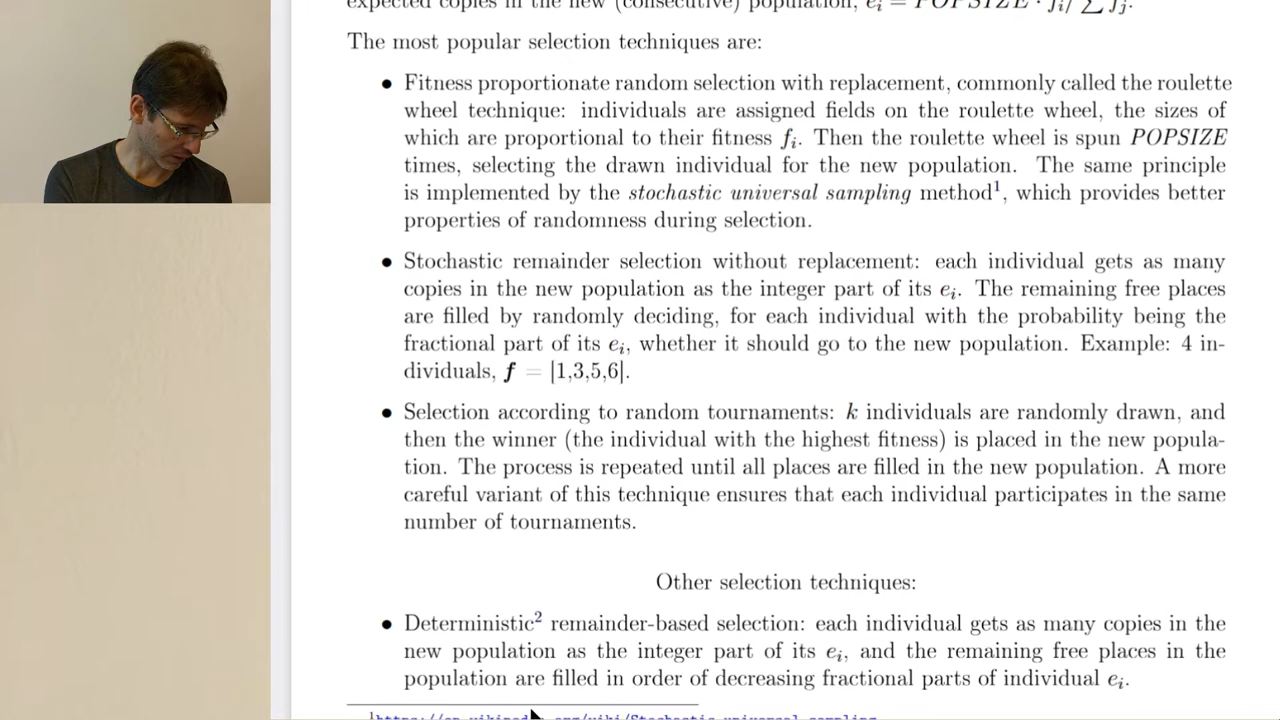 expected copies in the new (consecutive) population, eᵢ = POPSIZE · fᵢ/ ∑ fⱼ.
The most popular selection techniques are:
• Fitness proportionate random selection with replacement, commonly called the roulette
wheel technique: individuals are assigned fields on the roulette wheel, the sizes of
which are proportional to their fitness fᵢ. Then the roulette wheel is spun POPSIZE
times, selecting the drawn individual for the new population. The same principle
is implemented by the stochastic universal sampling method¹, which provides better
properties of randomness during selection.
• Stochastic remainder selection without replacement: each individual gets as many
copies in the new population as the integer part of its eᵢ. The remaining free places
are filled by randomly deciding, for each individual with the probability being the
fractional part of its eᵢ, whether it should go to the new population. Example: 4 in-
dividuals, f = [1,3,5,6].
• Selection according to random tournaments: k individuals are randomly drawn, and
then the winner (the individual with the highest fitness) is placed in the new popula-
tion. The process is repeated until all places are filled in the new population. A more
careful variant of this technique ensures that each individual participates in the same
number of tournaments.
Other selection techniques:
• Deterministic² remainder-based selection: each individual gets as many copies in the
new population as the integer part of its eᵢ, and the remaining free places in the
population are filled in order of decreasing fractional parts of individual eᵢ.